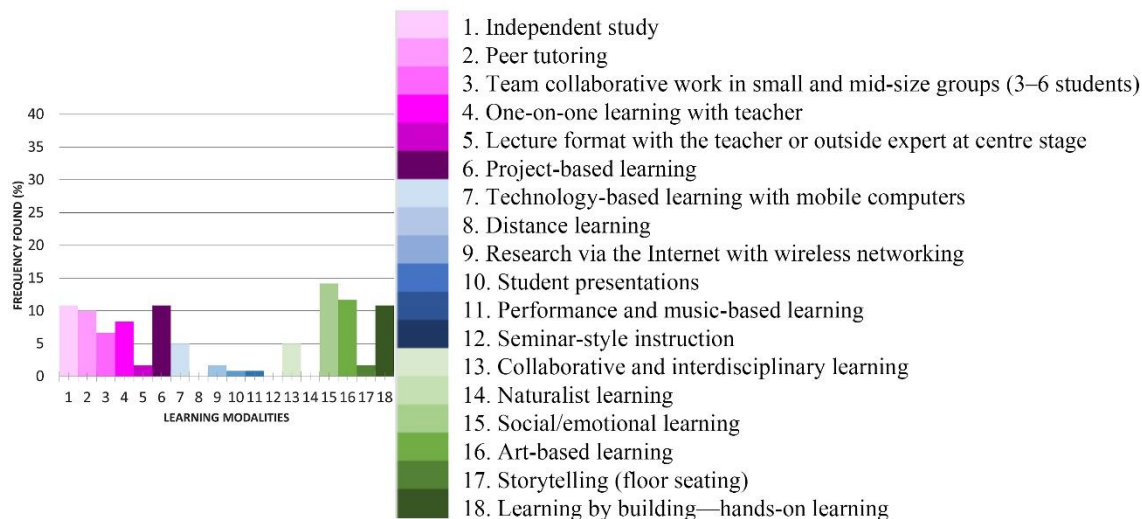 FREQUENCY FOUND (%)
40
35
30
25
20
15
10
5
0
1 2 3 4 5 6 7 8 9 10 11 12 13 14 15 16 17 18
LEARNING MODALITIES
1. Independent study
2. Peer tutoring
3. Team collaborative work in small and mid-size groups (3–6 students)
4. One-on-one learning with teacher
5. Lecture format with the teacher or outside expert at centre stage
6. Project-based learning
7. Technology-based learning with mobile computers
8. Distance learning
9. Research via the Internet with wireless networking
10. Student presentations
11. Performance and music-based learning
12. Seminar-style instruction
13. Collaborative and interdisciplinary learning
14. Naturalist learning
15. Social/emotional learning
16. Art-based learning
17. Storytelling (floor seating)
18. Learning by building—hands-on learning